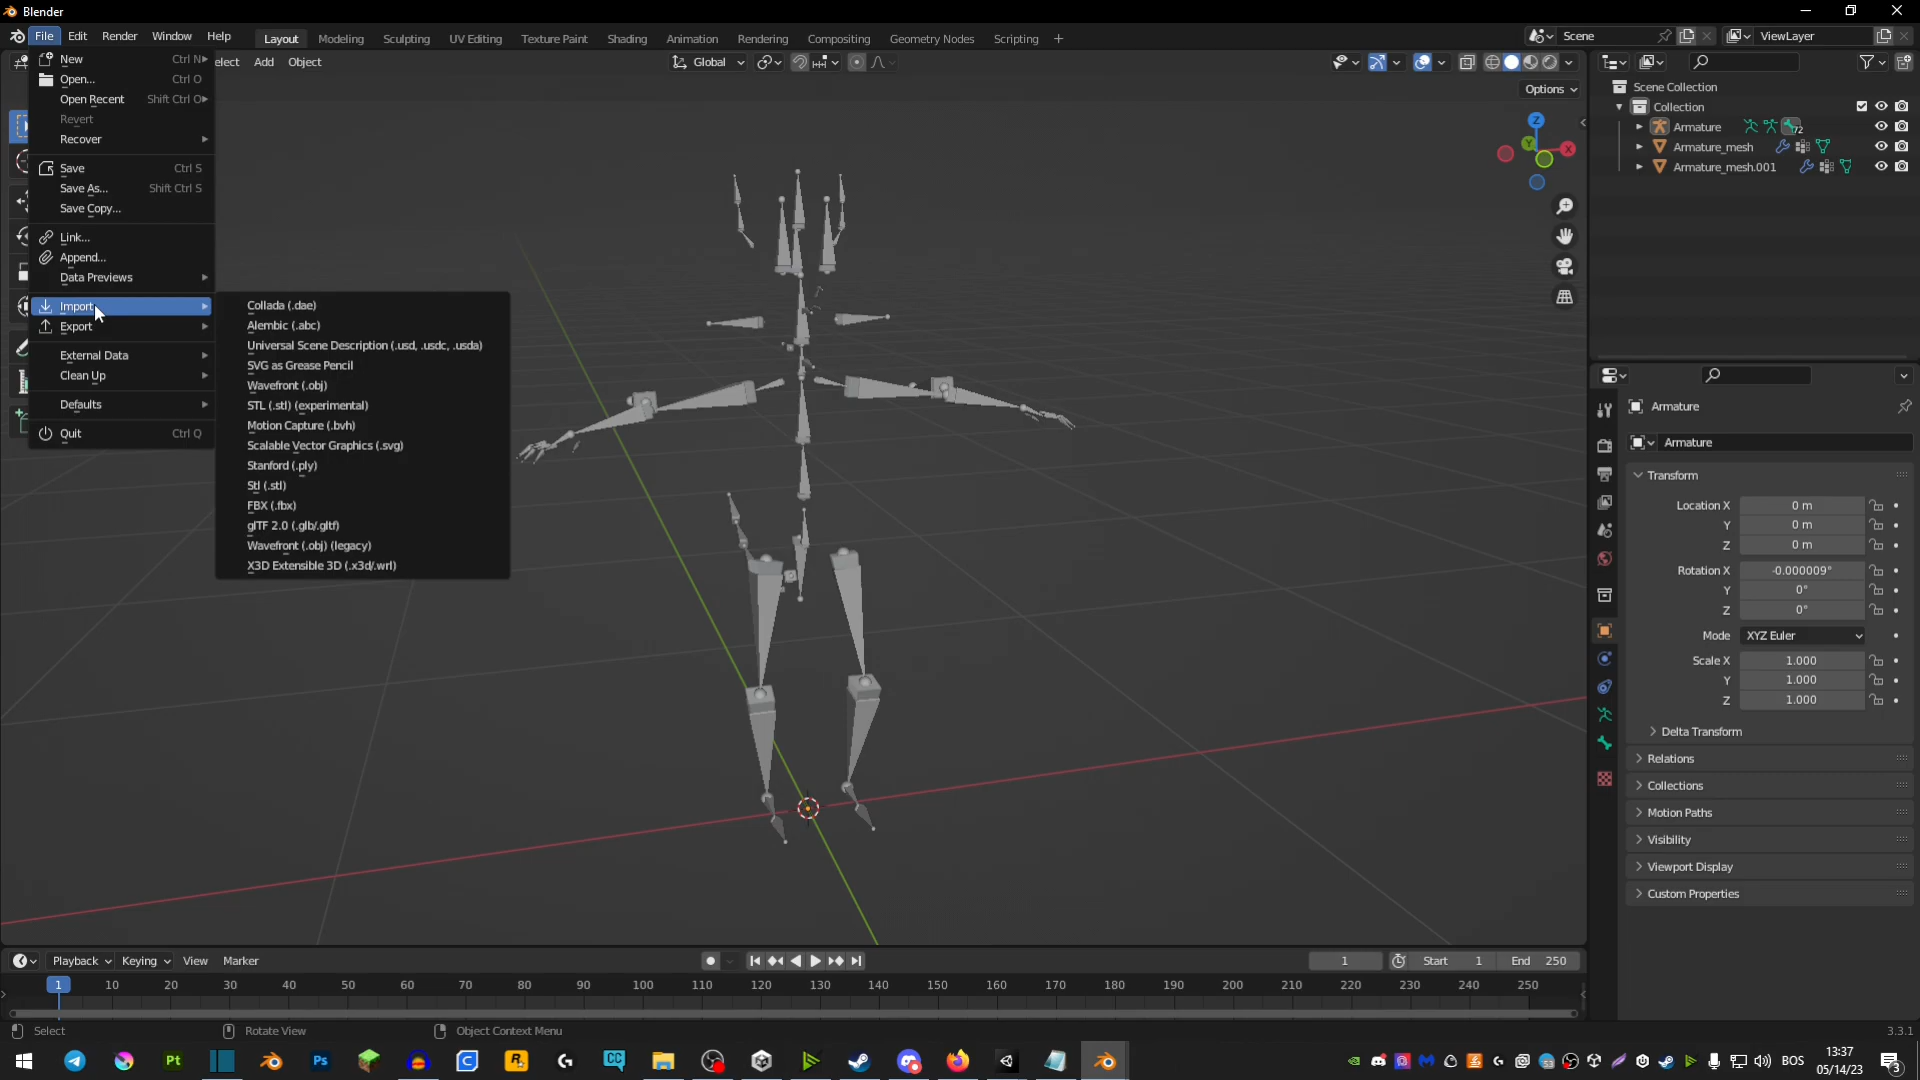 Blender
File Edit Render Window Help Layout Modeling Sculpting UV Editing Texture Paint Shading Animation Rendering Compositing Geometry Nodes Scripting + Scene ViewLayer
elect Add Object Global
Options
New Ctrl N
Open... Ctrl O
Open Recent Shift Ctrl O
Revert
Recover
Save Ctrl S
Save As... Shift Ctrl S
Save Copy...
Link...
Append...
Data Previews
Import
Export
External Data
Clean Up
Defaults
Quit Ctrl Q
Collada (.dae)
Alembic (.abc)
Universal Scene Description (.usd, .usdc, .usda)
SVG as Grease Pencil
Wavefront (.obj)
STL (.stl) (experimental)
Motion Capture (.bvh)
Scalable Vector Graphics (.svg)
Stanford (.ply)
Stl (.stl)
FBX (.fbx)
glTF 2.0 (.glb/.gltf)
Wavefront (.obj) (legacy)
X3D Extensible 3D (.x3d/.wrl)
Z
Y
X
Scene Collection
Collection
Armature 72
Armature_mesh
Armature_mesh.001
Armature
Armature
Transform
Location X 0 m
Y 0 m
Z 0 m
Rotation X -0.000009°
Y 0°
Z 0°
Mode XYZ Euler
Scale X 1.000
Y 1.000
Z 1.000
Delta Transform
Relations
Collections
Motion Paths
Visibility
Viewport Display
Custom Properties
Playback Keying View Marker 1 Start 1 End 250
1 10 20 30 40 50 60 70 80 90 100 110 120 130 140 150 160 170 180 190 200 210 220 230 240 250
Select Rotate View Object Context Menu 3.3.1
Pt Ps CC BOS 13:37
05/14/23 3